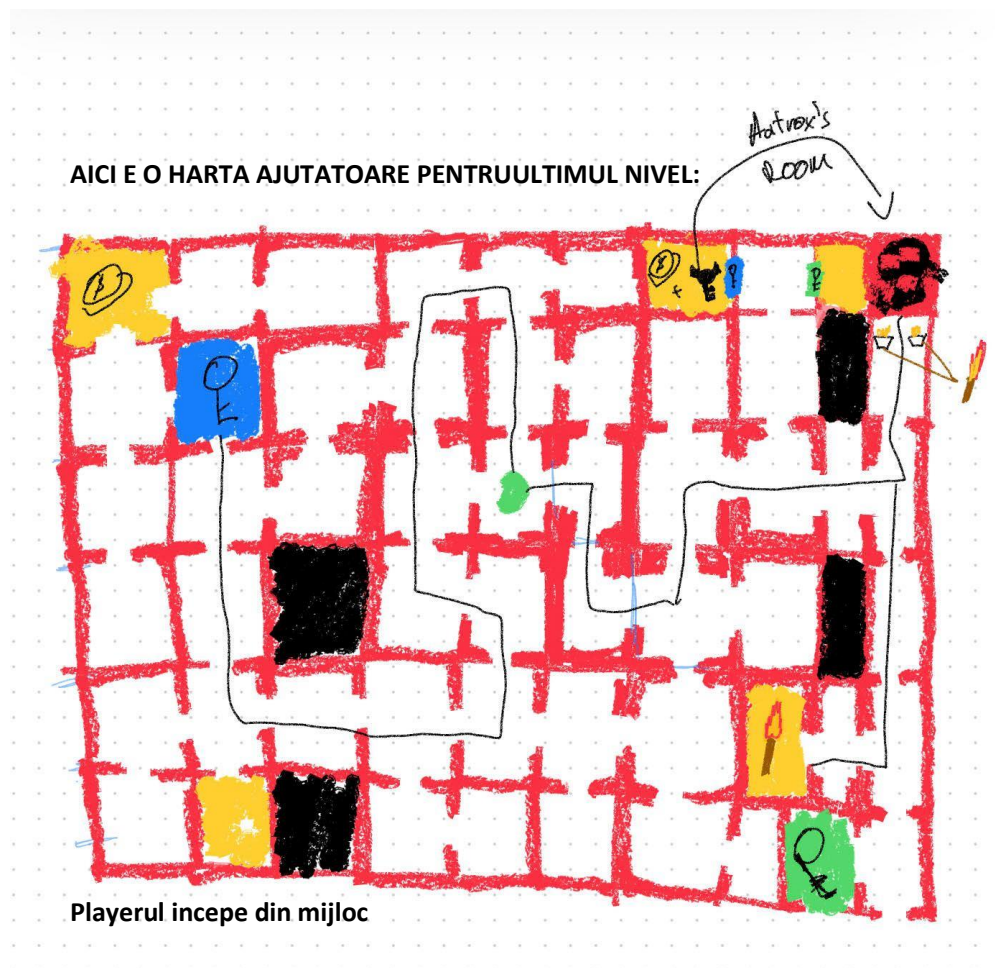 Aatrox's
ROOM
AICI E O HARTA AJUTATOARE PENTRUULTIMUL NIVEL:
Playerul incepe din mijloc